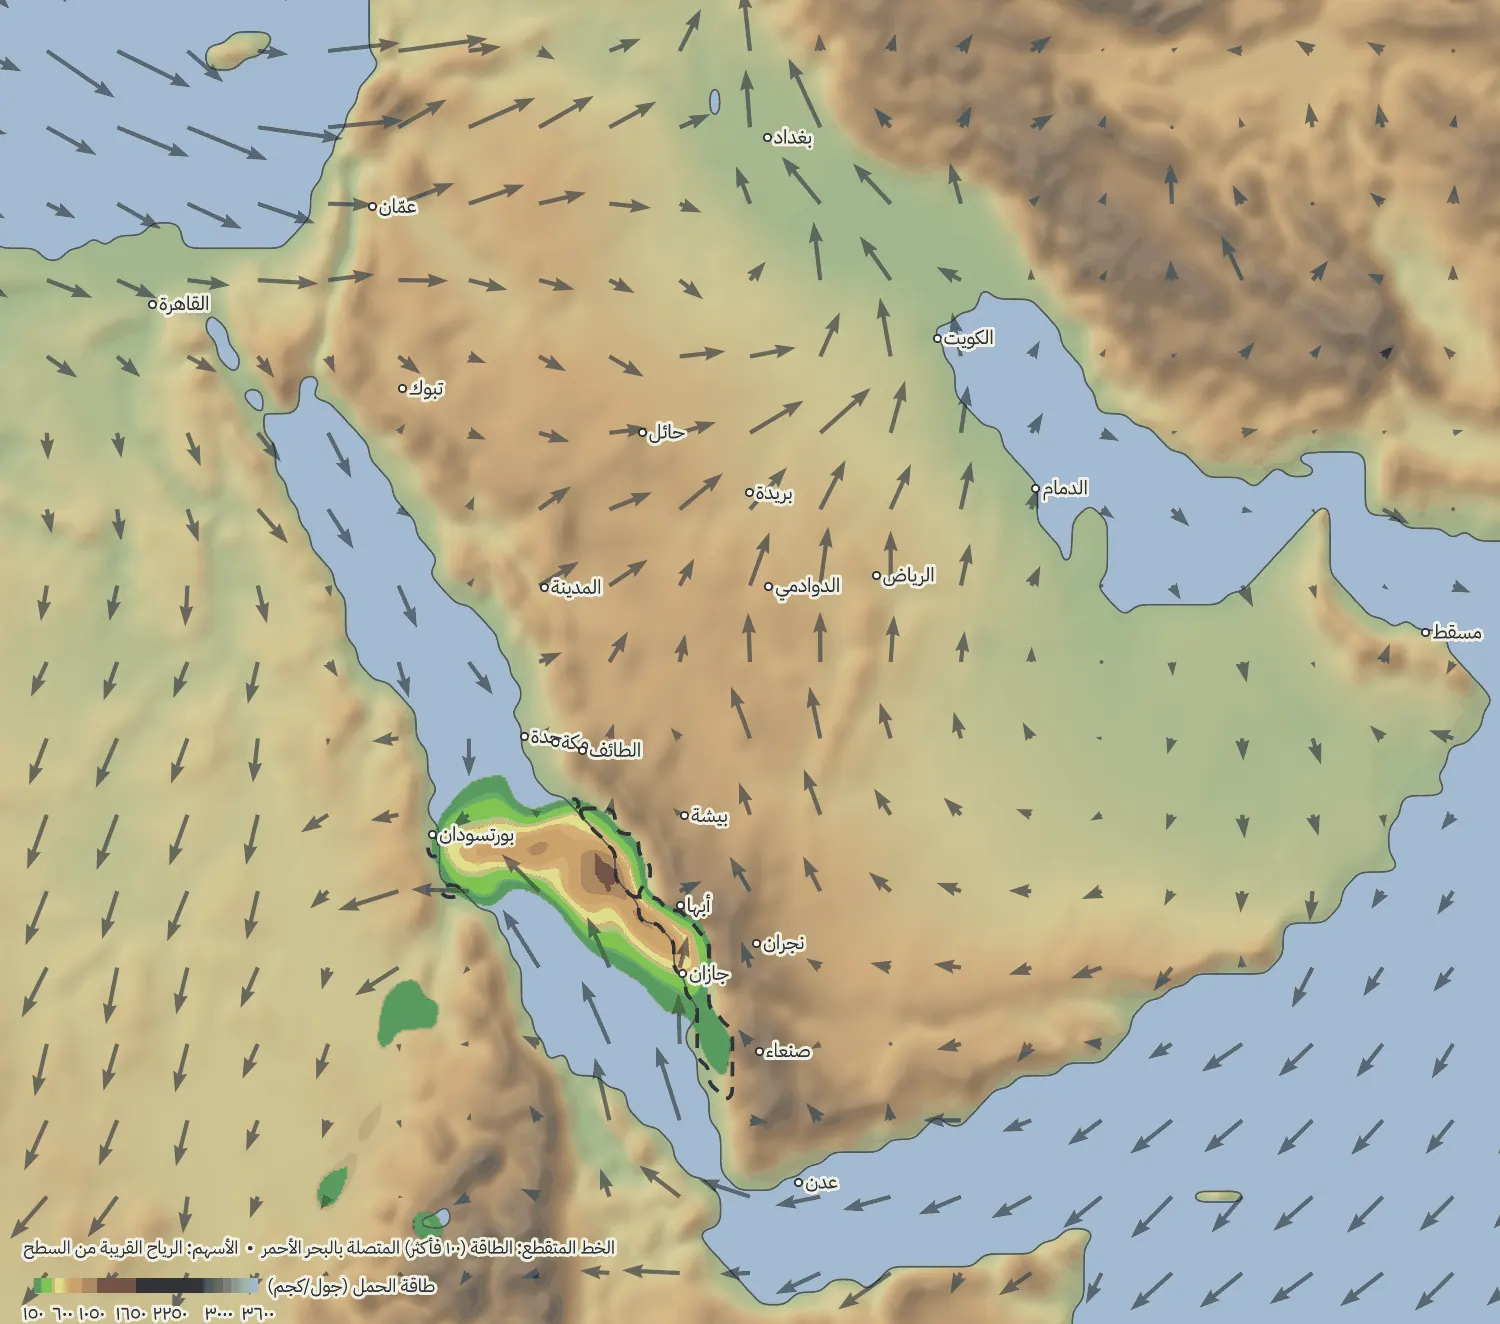 بغداد
عمّان
القاهرة
الكويت
تبوك
حائل
بريدة
الدمام
المدينة
الدوادمي
الرياض
مسقط
جدة
مكة
الطائف
بيشة
بورتسودان
أبها
نجران
جازان
صنعاء
عدن
الخط المتقطع: الطاقة (١٠٠ فأكثر) المتصلة بالبحر الأحمر • الأسهم: الرياح القريبة من السطح
طاقة الحمل (جول/كجم)
١٥٠ ٦٠٠ ١٠٥٠ ١٦٥٠ ٢٢٥٠ ٣٠٠٠ ٣٦٠٠